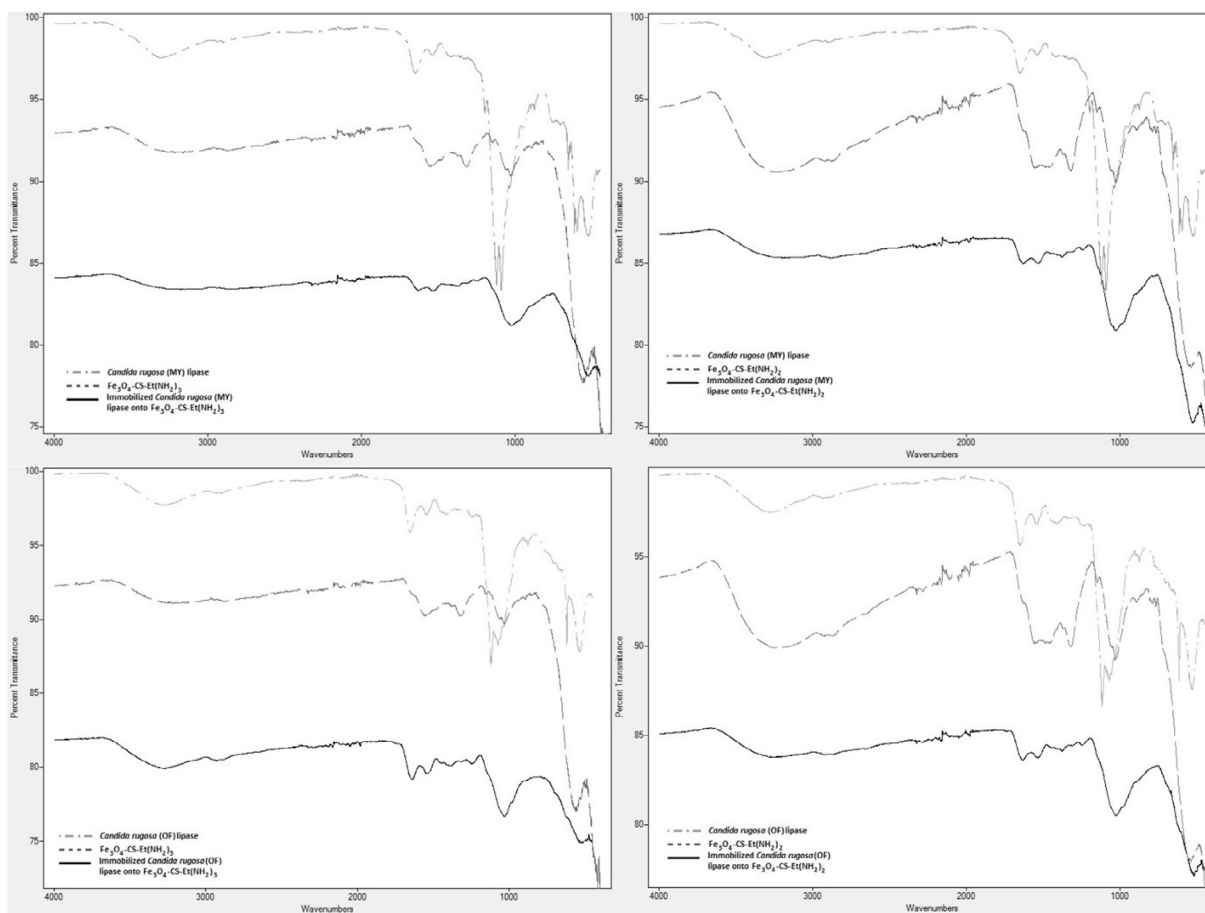 100
95
90
85
80
75
Percent Transmittance
4000
3000
2000
1000
Wavenumbers
Candida rugosa (MY) lipase
Fe₃O₄-CS-Et(NH₂)₃
Immobilized Candida rugosa (MY)
lipase onto Fe₃O₄-CS-Et(NH₂)₃
100
95
90
85
80
75
Percent Transmittance
4000
3000
2000
1000
Wavenumbers
Candida rugosa (MY) lipase
Fe₃O₄-CS-Et(NH₂)₂
Immobilized Candida rugosa (MY)
lipase onto Fe₃O₄-CS-Et(NH₂)₂
100
95
90
85
80
75
Percent Transmittance
4000
3000
2000
1000
Wavenumbers
Candida rugosa (OF) lipase
Fe₃O₄-CS-Et(NH₂)₃
Immobilized Candida rugosa (OF)
lipase onto Fe₃O₄-CS-Et(NH₂)₃
95
90
85
80
Percent Transmittance
4000
3000
2000
1000
Wavenumbers
Candida rugosa (OF) lipase
Fe₃O₄-CS-Et(NH₂)₂
Immobilized Candida rugosa (OF)
lipase onto Fe₃O₄-CS-Et(NH₂)₂